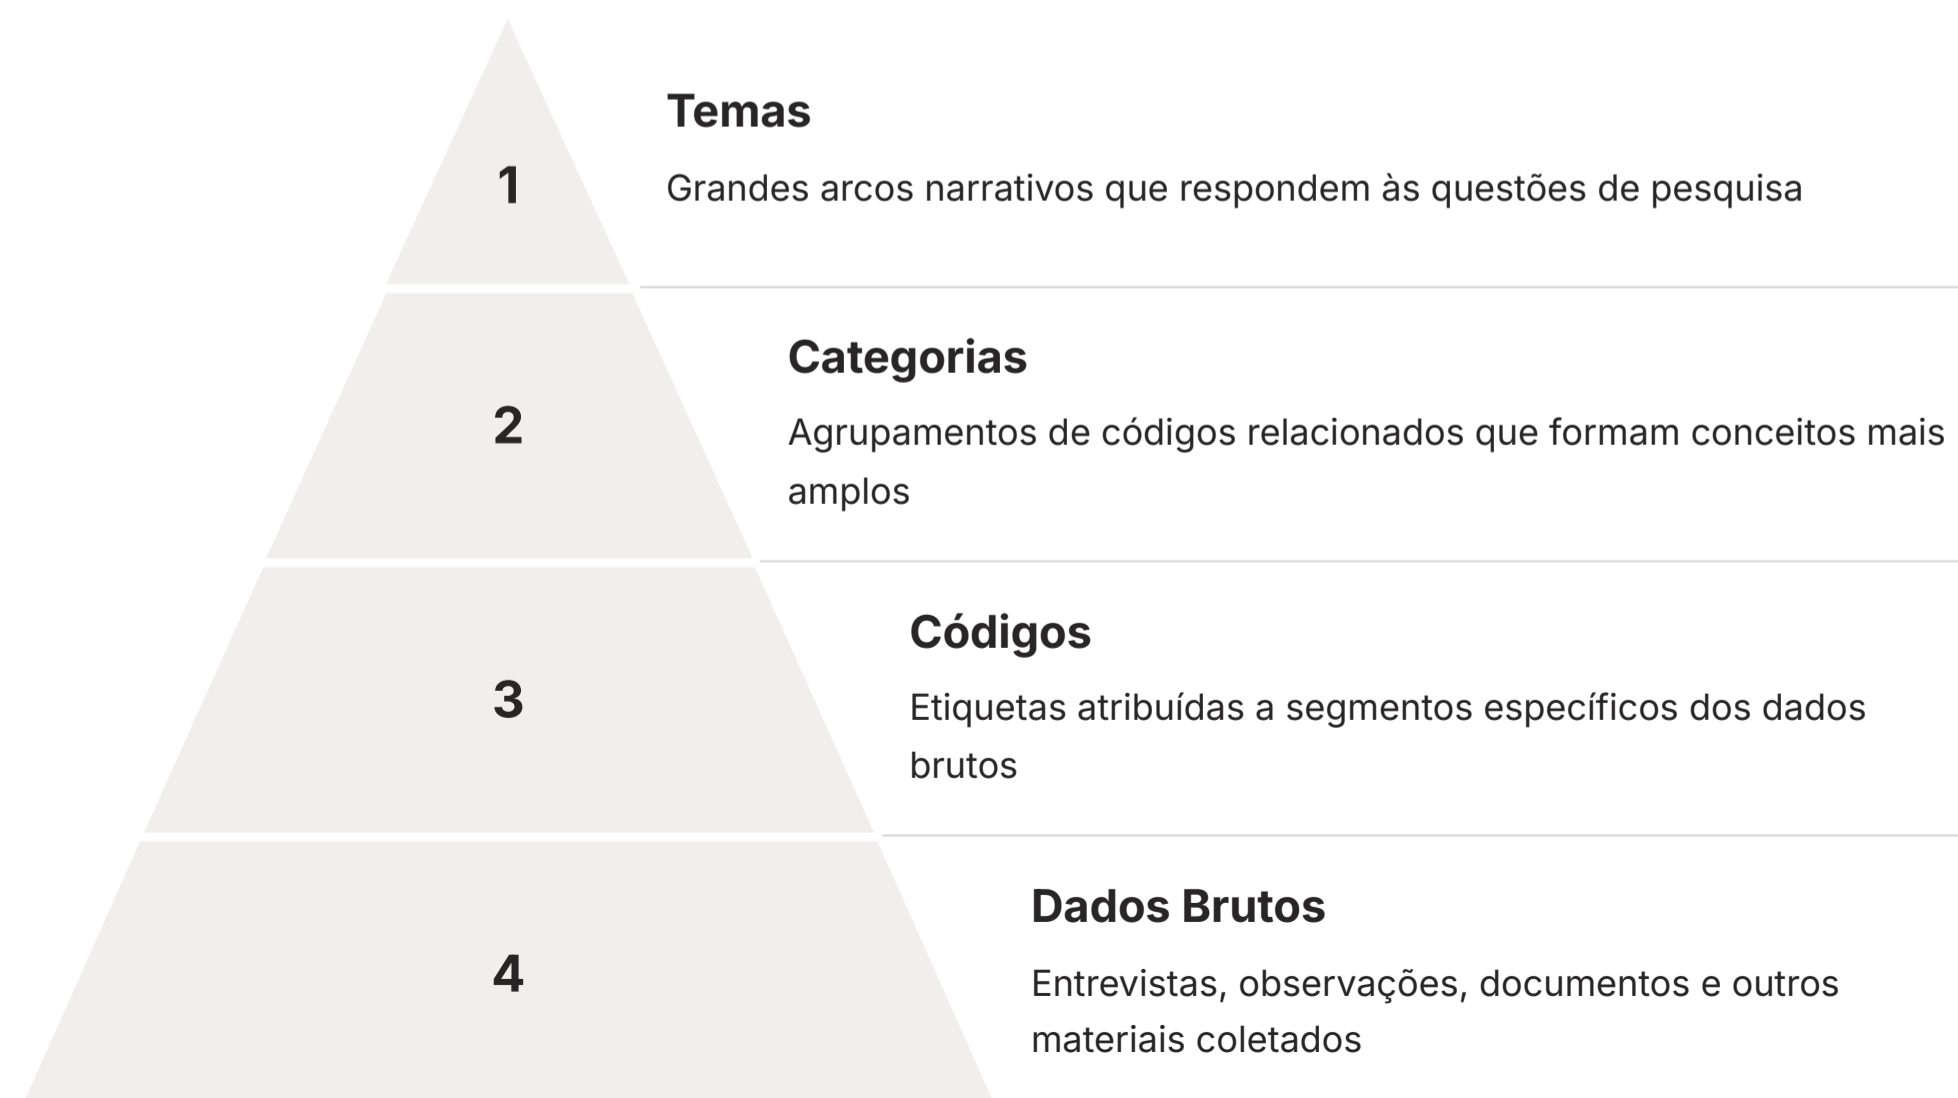 1
Temas
Grandes arcos narrativos que respondem às questões de pesquisa
2
Categorias
Agrupamentos de códigos relacionados que formam conceitos mais
amplos
3
Códigos
Etiquetas atribuídas a segmentos específicos dos dados
brutos
4
Dados Brutos
Entrevistas, observações, documentos e outros
materiais coletados